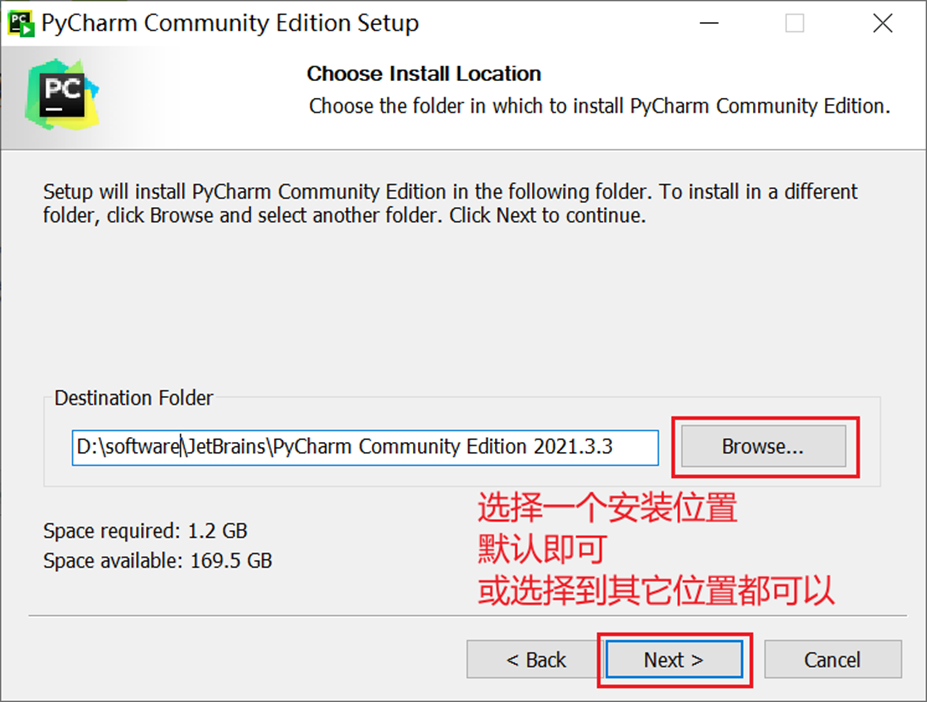 PyCharm Community Edition Setup
PC
Choose Install Location
Choose the folder in which to install PyCharm Community Edition.
Setup will install PyCharm Community Edition in the following folder. To install in a different
folder, click Browse and select another folder. Click Next to continue.
Destination Folder
D:\software\JetBrains\PyCharm Community Edition 2021.3.3
Browse...
选择一个安装位置
默认即可
或选择到其它位置都可以
Space required: 1.2 GB
Space available: 169.5 GB
< Back
Next >
Cancel